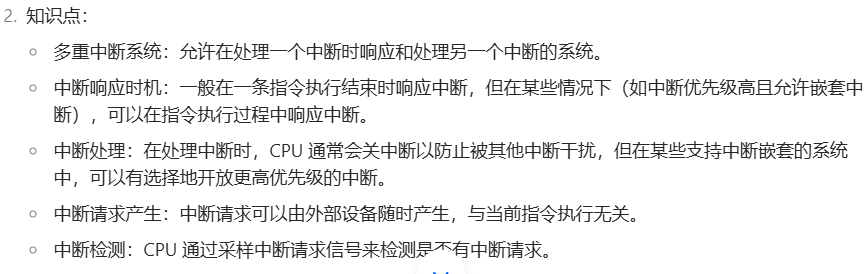 2. 知识点：
多重中断系统：允许在处理一个中断时响应和处理另一个中断的系统。
中断响应时机：一般在一条指令执行结束时响应中断，但在某些情况下（如中断优先级高且允许嵌套中
断），可以在指令执行过程中响应中断。
中断处理：在处理中断时，CPU 通常会关中断以防止被其他中断干扰，但在某些支持中断嵌套的系统
中，可以有选择地开放更高优先级的中断。
中断请求产生：中断请求可以由外部设备随时产生，与当前指令执行无关。
中断检测：CPU 通过采样中断请求信号来检测是否有中断请求。